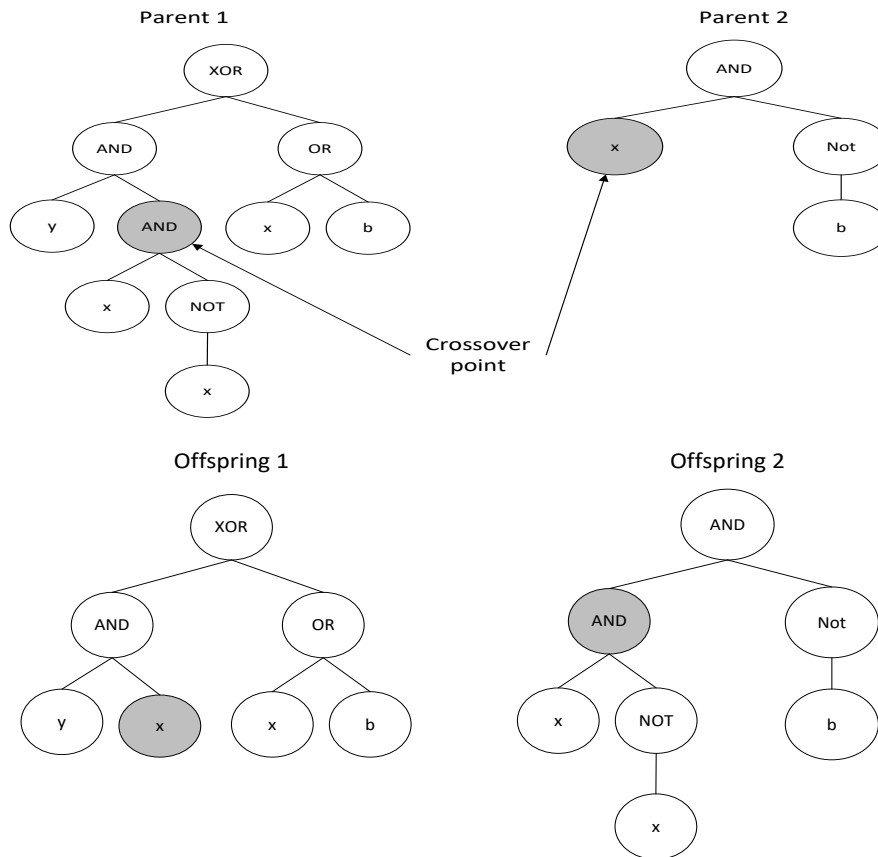 Parent 1
Parent 2
XOR
AND
AND
OR
x
Not
y
AND
x
b
b
x
NOT
Crossover
point
x
Offspring 1
Offspring 2
XOR
AND
AND
OR
AND
Not
y
x
x
b
x
NOT
b
x